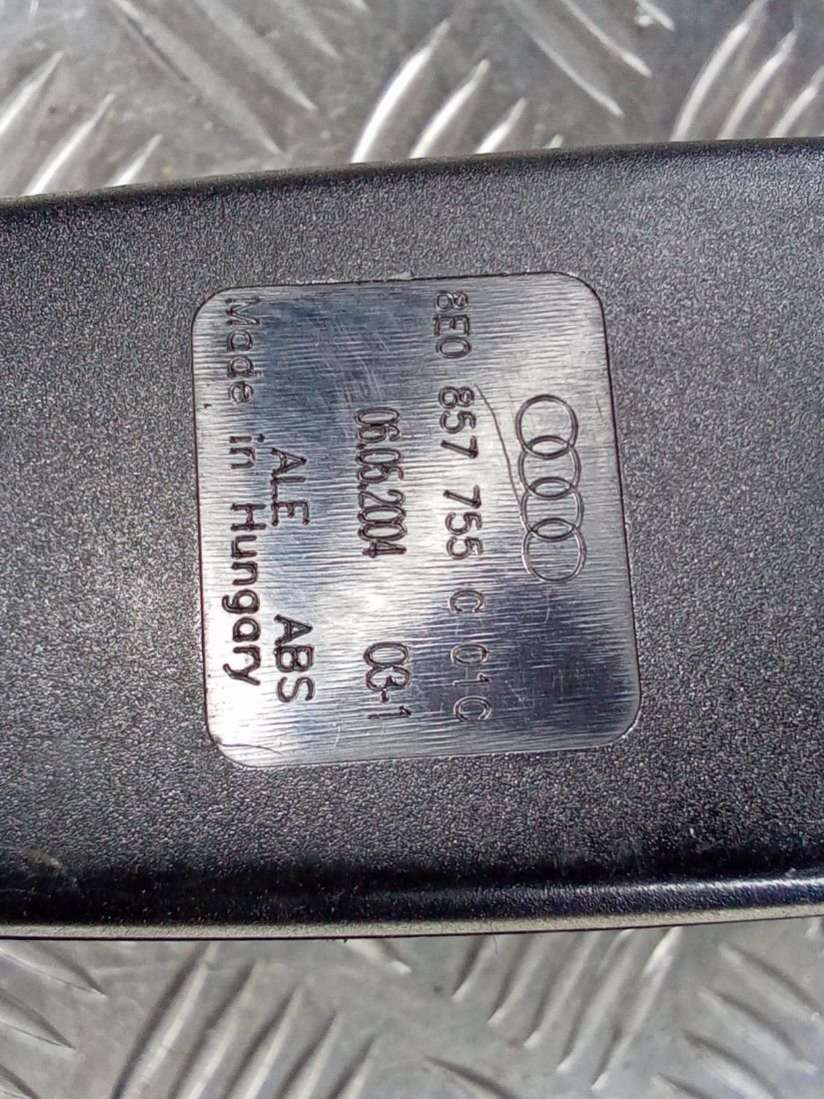 8E0 857 755 C 01C
06.05.2004 03-1
ALE ABS
Made in Hungary